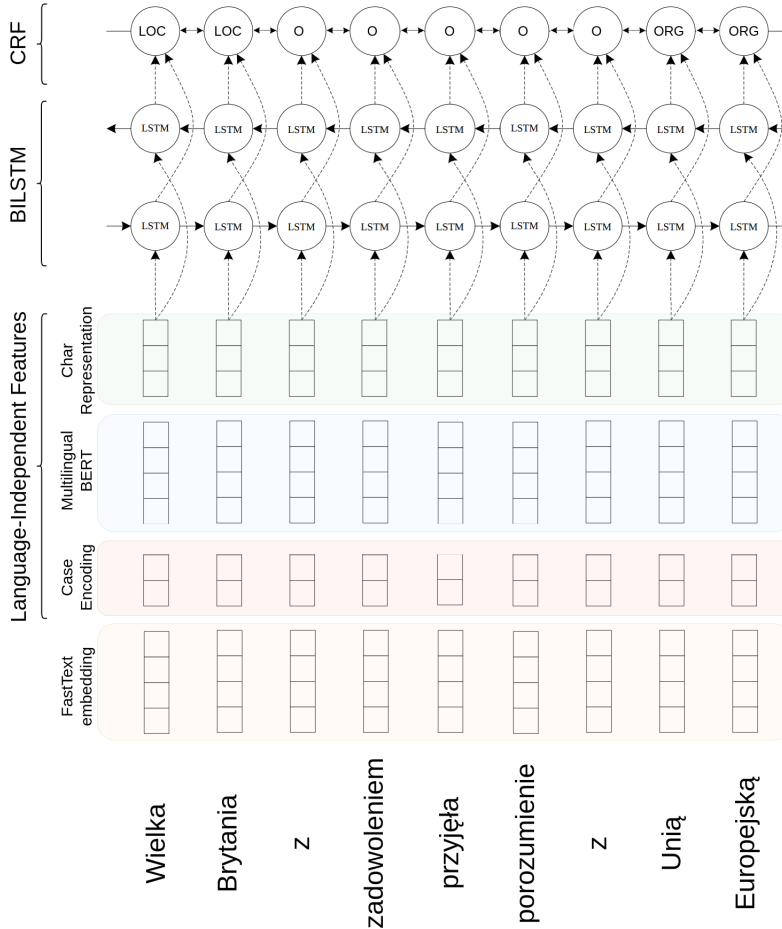 CRF
LOC LOC O O O O O ORG ORG
BILSTM
LSTM LSTM LSTM LSTM LSTM LSTM LSTM LSTM LSTM
LSTM LSTM LSTM LSTM LSTM LSTM LSTM LSTM LSTM
Language-Independent Features
Char
Representation
Multilingual
BERT
Case
Encoding
FastText
embedding
Wielka
Brytania
z
zadowoleniem
przyjęła
porozumienie
z
Unią
Europejską